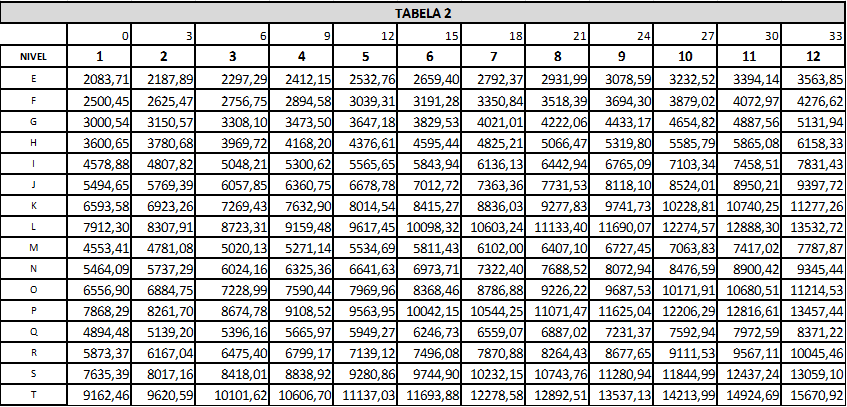 TABELA 2
0 3 6 9 12 15 18 21 24 27 30 33
NIVEL 1 2 3 4 5 6 7 8 9 10 11 12
E 2083,71 2187,89 2297,29 2412,15 2532,76 2659,40 2792,37 2931,99 3078,59 3232,52 3394,14 3563,85
F 2500,45 2625,47 2756,75 2894,58 3039,31 3191,28 3350,84 3518,39 3694,30 3879,02 4072,97 4276,62
G 3000,54 3150,57 3308,10 3473,50 3647,18 3829,53 4021,01 4222,06 4433,17 4654,82 4887,56 5131,94
H 3600,65 3780,68 3969,72 4168,20 4376,61 4595,44 4825,21 5066,47 5319,80 5585,79 5865,08 6158,33
I 4578,88 4807,82 5048,21 5300,62 5565,65 5843,94 6136,13 6442,94 6765,09 7103,34 7458,51 7831,43
J 5494,65 5769,39 6057,85 6360,75 6678,78 7012,72 7363,36 7731,53 8118,10 8524,01 8950,21 9397,72
K 6593,58 6923,26 7269,43 7632,90 8014,54 8415,27 8836,03 9277,83 9741,73 10228,81 10740,25 11277,26
L 7912,30 8307,91 8723,31 9159,48 9617,45 10098,32 10603,24 11133,40 11690,07 12274,57 12888,30 13532,72
M 4553,41 4781,08 5020,13 5271,14 5534,69 5811,43 6102,00 6407,10 6727,45 7063,83 7417,02 7787,87
N 5464,09 5737,29 6024,16 6325,36 6641,63 6973,71 7322,40 7688,52 8072,94 8476,59 8900,42 9345,44
O 6556,90 6884,75 7228,99 7590,44 7969,96 8368,46 8786,88 9226,22 9687,53 10171,91 10680,51 11214,53
P 7868,29 8261,70 8674,78 9108,52 9563,95 10042,15 10544,25 11071,47 11625,04 12206,29 12816,61 13457,44
Q 4894,48 5139,20 5396,16 5665,97 5949,27 6246,73 6559,07 6887,02 7231,37 7592,94 7972,59 8371,22
R 5873,37 6167,04 6475,40 6799,17 7139,12 7496,08 7870,88 8264,43 8677,65 9111,53 9567,11 10045,46
S 7635,39 8017,16 8418,01 8838,92 9280,86 9744,90 10232,15 10743,76 11280,94 11844,99 12437,24 13059,10
T 9162,46 9620,59 10101,62 10606,70 11137,03 11693,88 12278,58 12892,51 13537,13 14213,99 14924,69 15670,92